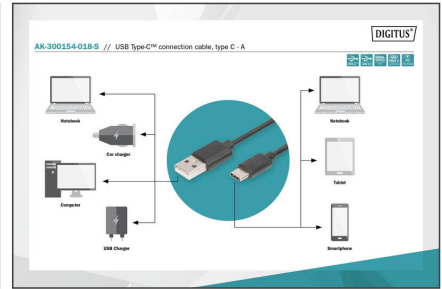 DIGITUS®
AK-300154-018-S // USB Type-C™ connection cable, type C - A
Notebook
Notebook
Car charger
Computer
Tablet
USB Charger
Smartphone